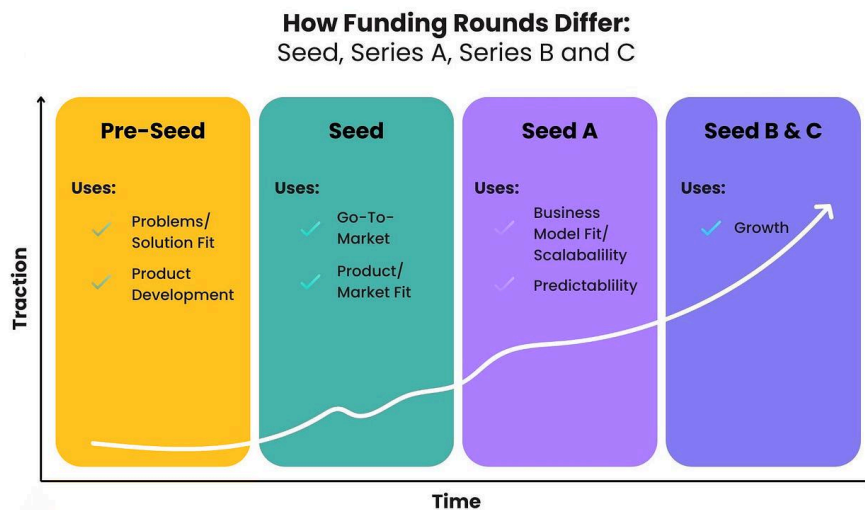 How Funding Rounds Differ:
Seed, Series A, Series B and C
Pre-Seed
Uses:
Problems/
Solution Fit
Product
Development
Seed
Uses:
Go-To-
Market
Product/
Market Fit
Seed A
Uses:
Business
Model Fit/
Scalabalility
Predictablility
Seed B & C
Uses:
Growth
Traction
Time